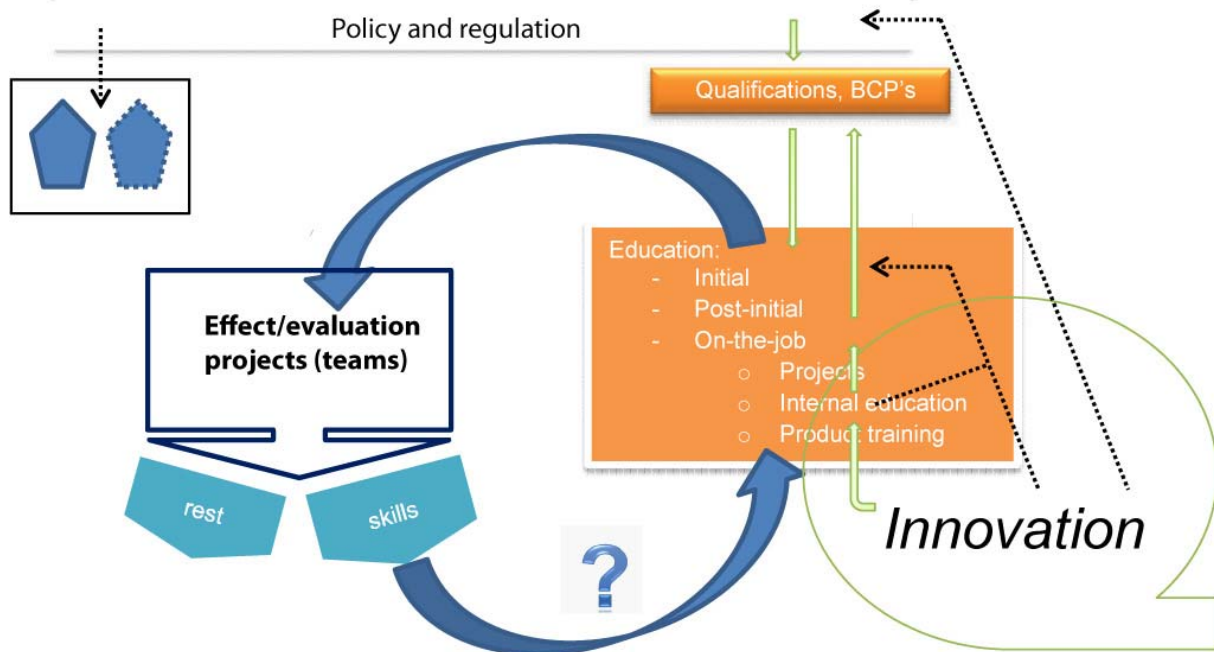 Policy and regulation
Qualifications, BCP's
Education:
- Initial
- Post-initial
- On-the-job
o Projects
o Internal education
o Product training
Effect/evaluation
projects (teams)
rest
skills
?
Innovation